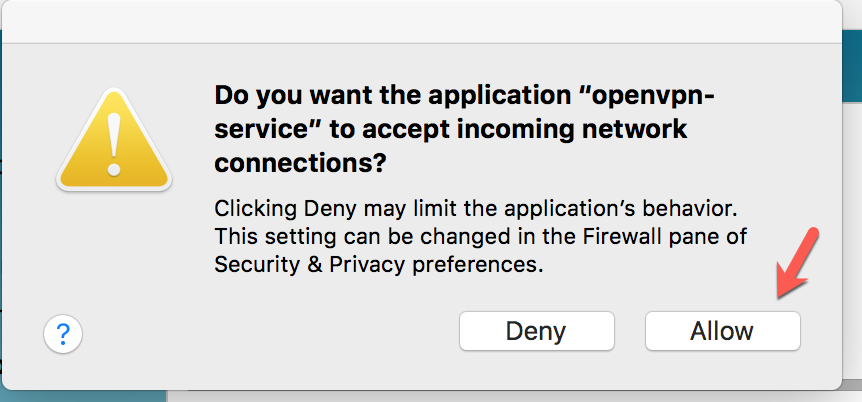 Do you want the application “openvpn-
service” to accept incoming network
connections?
Clicking Deny may limit the application’s behavior.
This setting can be changed in the Firewall pane of
Security & Privacy preferences.
?
Deny
Allow